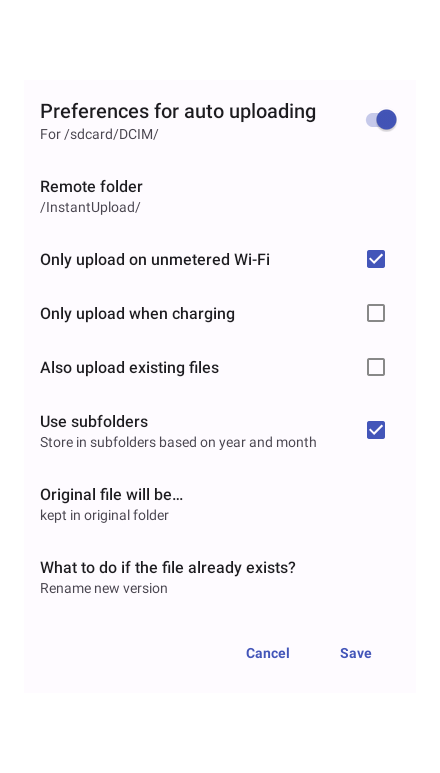 Preferences for auto uploading
For /sdcard/DCIM/
Remote folder
/InstantUpload/
Only upload on unmetered Wi-Fi
Only upload when charging
Also upload existing files
Use subfolders
Store in subfolders based on year and month
Original file will be…
kept in original folder
What to do if the file already exists?
Rename new version
Cancel
Save